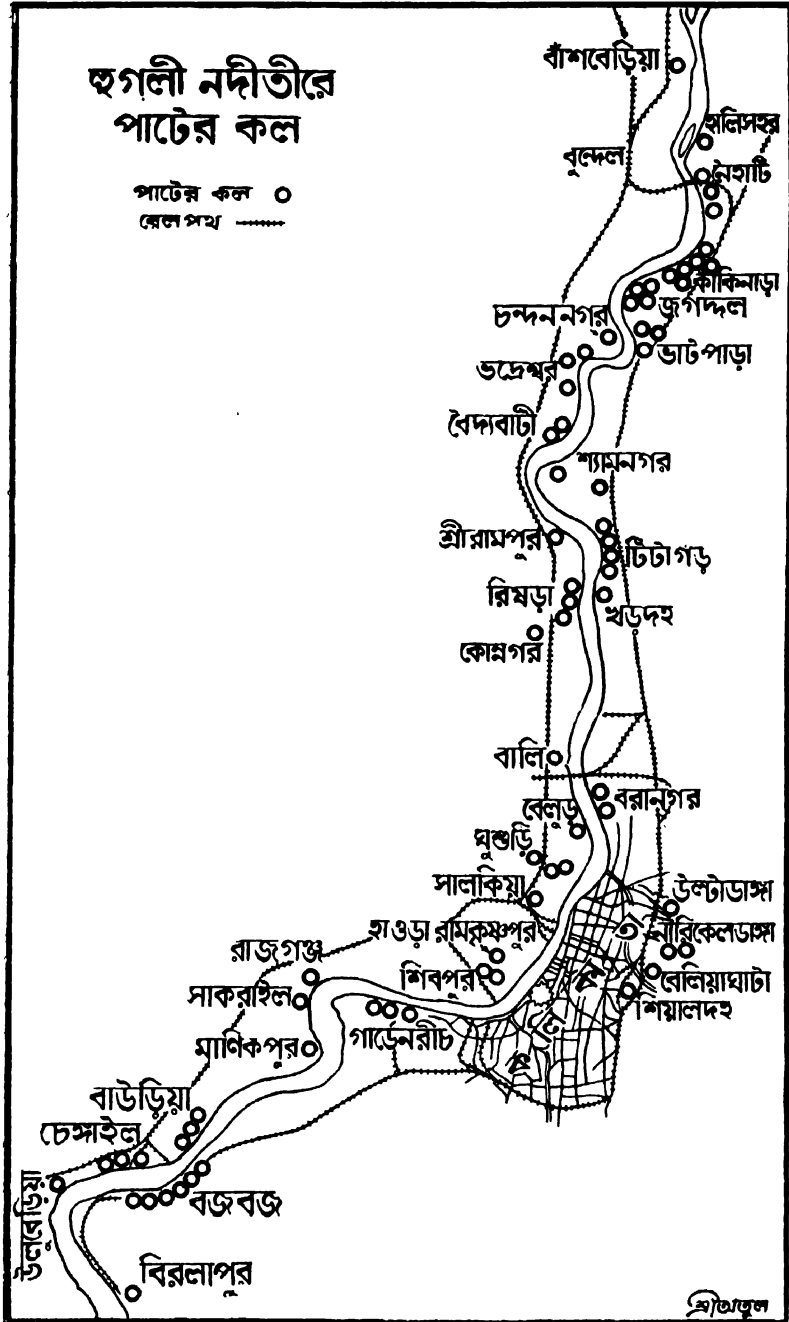 হুগলী নদীতীরে
পাটের কল
পাটের কল
রেলপথ
বাঁশবেড়িয়া
হালিসহর
বুন্দেল
নৈহাটি
কাঁকিনাড়া
জগদ্দল
চন্দননগর
ভাটপাড়া
ভদ্রেশ্বর
বৈদ্যবাটী
শ্যামনগর
শ্রীরামপুর
টিটাগড়
রিষড়া
খড়দহ
কোন্নগর
বালি
বরানগর
বেলুড়
ঘুশুড়ি
সালকিয়া
উল্টাডাঙ্গা
হাওড়া রামকৃষ্ণপুর
নারিকেলডাঙ্গা
রাজগঞ্জ
শিবপুর
বেলিয়াঘাটা
সাকরাইল
শিয়ালদহ
কলিকাতা
গার্ডেনরীচ
মাণিকপুর
বাউড়িয়া
চেঙ্গাইল
উলুবেড়িয়া
বজবজ
বিরলাপুর
শ্রীঅতুল